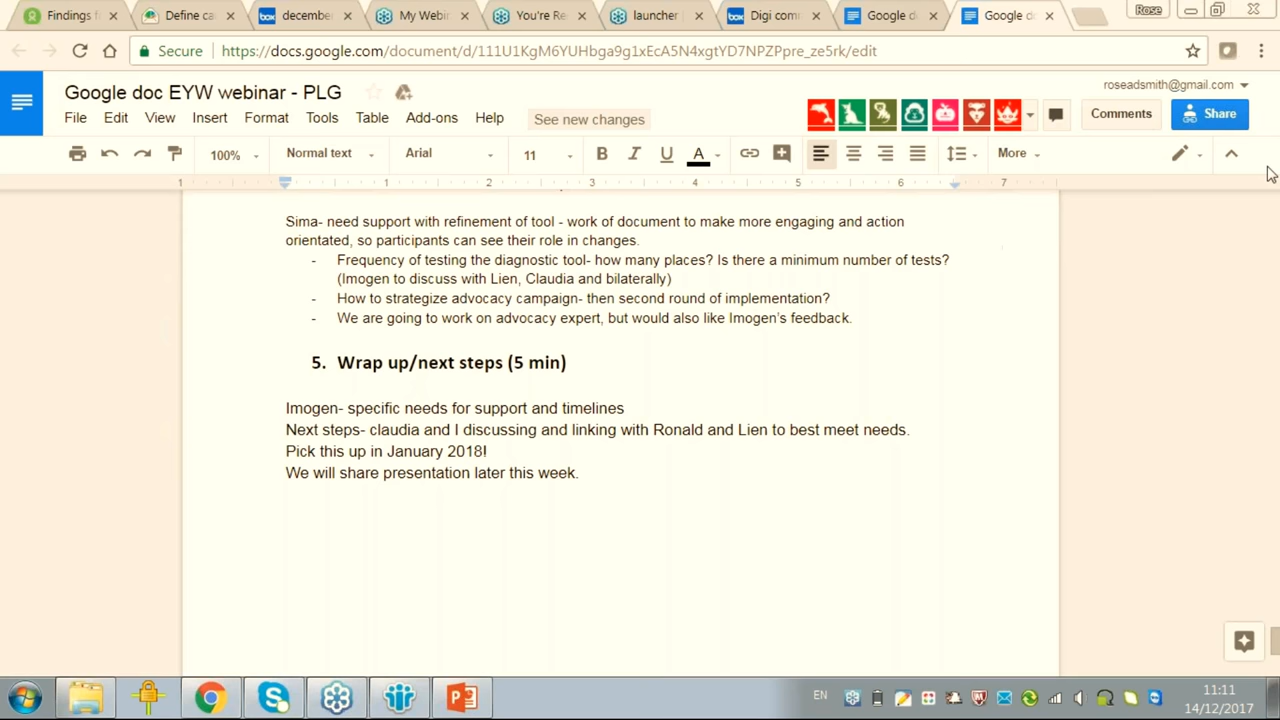 Findings f
Define ca
december
My Webi
You're Re
launcher
Digi com
Google d
Google d
Rose
Secure https://docs.google.com/document/d/111U1KgM6YUHbga9g1xEcA5N4xgtYD7NPZPpre_ze5rk/edit
roseadsmith@gmail.com
Google doc EYW webinar - PLG
File Edit View Insert Format Tools Table Add-ons Help See new changes
Comments
Share
100% Normal text Arial 11 B I U A More
1 1 2 3 4 5 6 7
Sima- need support with refinement of tool - work of document to make more engaging and action
orientated, so participants can see their role in changes.
- Frequency of testing the diagnostic tool- how many places? Is there a minimum number of tests?
(Imogen to discuss with Lien, Claudia and bilaterally)
- How to strategize advocacy campaign- then second round of implementation?
- We are going to work on advocacy expert, but would also like Imogen's feedback.
5. Wrap up/next steps (5 min)
Imogen- specific needs for support and timelines
Next steps- claudia and I discussing and linking with Ronald and Lien to best meet needs.
Pick this up in January 2018!
We will share presentation later this week.
EN
11:11
14/12/2017